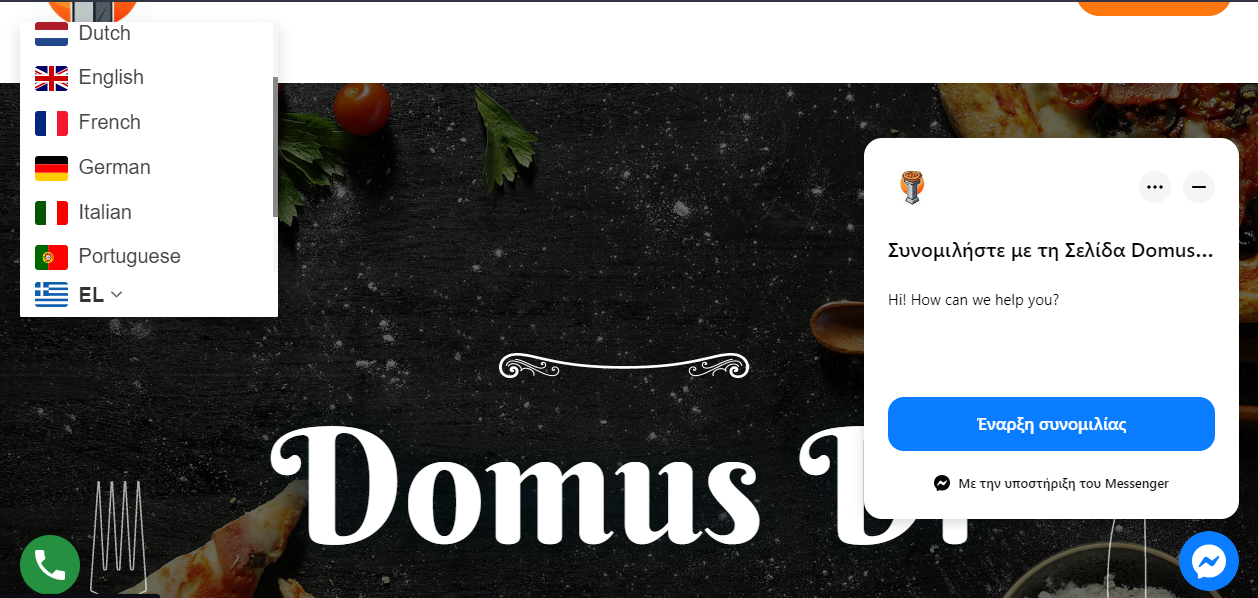 Dutch
English
French
German
Italian
Portuguese
EL
Συνομιλήστε με τη Σελίδα Domus...
Hi! How can we help you?
Έναρξη συνομιλίας
Με την υποστήριξη του Messenger
Domus